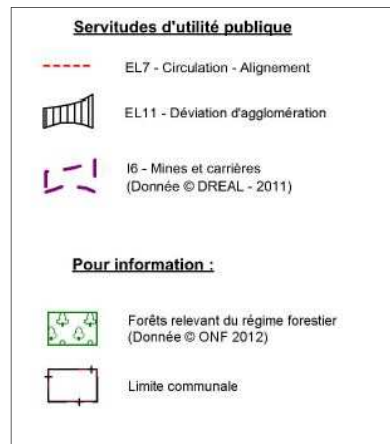 Servitudes d'utilité publique
EL7 - Circulation - Alignement
EL11 - Déviation d'agglomération
I6 - Mines et carrières
(Donnée © DREAL - 2011)
Pour information :
Forêts relevant du régime forestier
(Donnée © ONF 2012)
Limite communale